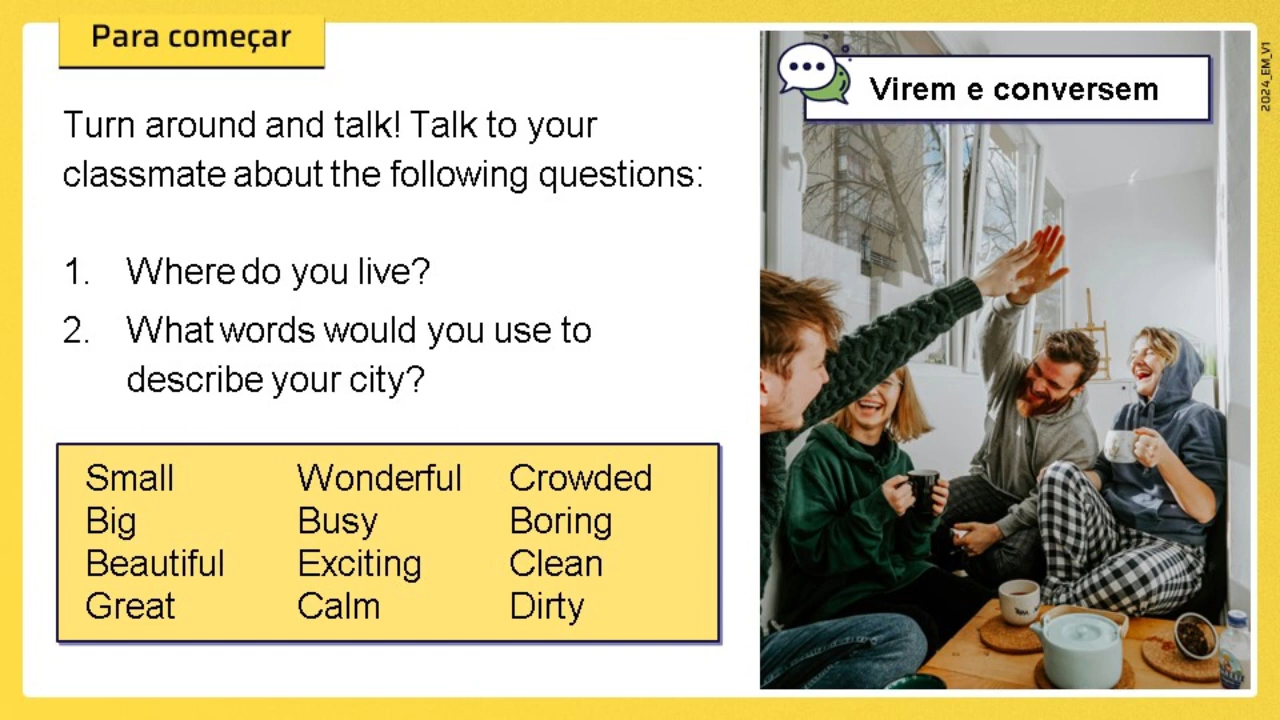 Para começar
Virem e conversem
2024_EM_V1
Turn around and talk! Talk to your
classmate about the following questions:
1. Where do you live?
2. What words would you use to
describe your city?
Small Wonderful Crowded
Big Busy Boring
Beautiful Exciting Clean
Great Calm Dirty